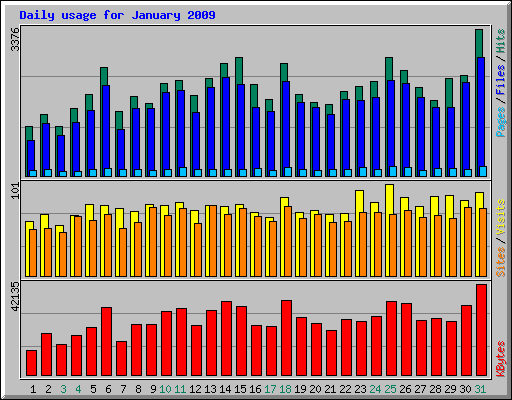 Daily usage for January 2009
3376
Pages / Files / Hits
101
Sites / Visits
42135
KBytes
1 2 3 4 5 6 7 8 9 10 11 12 13 14 15 16 17 18 19 20 21 22 23 24 25 26 27 28 29 30 31